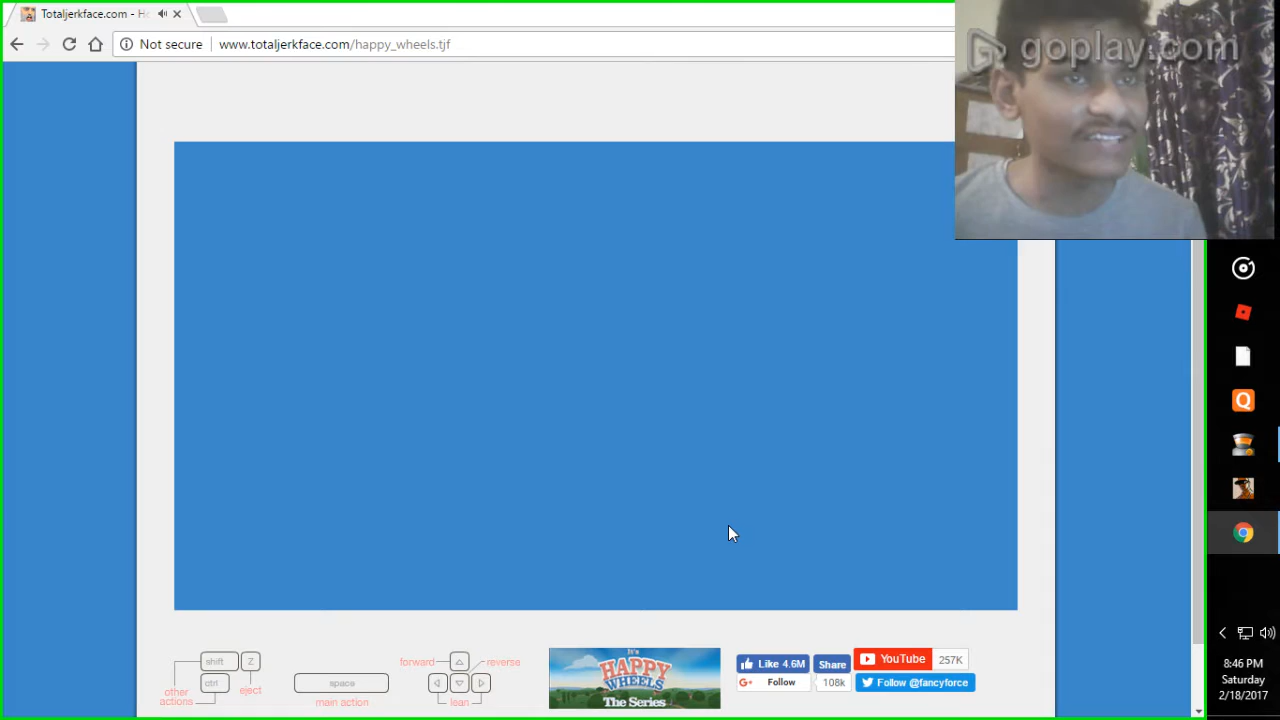 Totaljerkface.com - H
Not secure
www.totaljerkface.com/happy_wheels.tjf
goplay.com
shift
Z
ctrl
other
actions
eject
space
main action
forward
reverse
lean
IT'S
HAPPY
WHEELS
The Series
Like 4.6M
Share
G+ Follow
108k
YouTube
257K
Follow @fancyforce
Q
8:46 PM
Saturday
2/18/2017